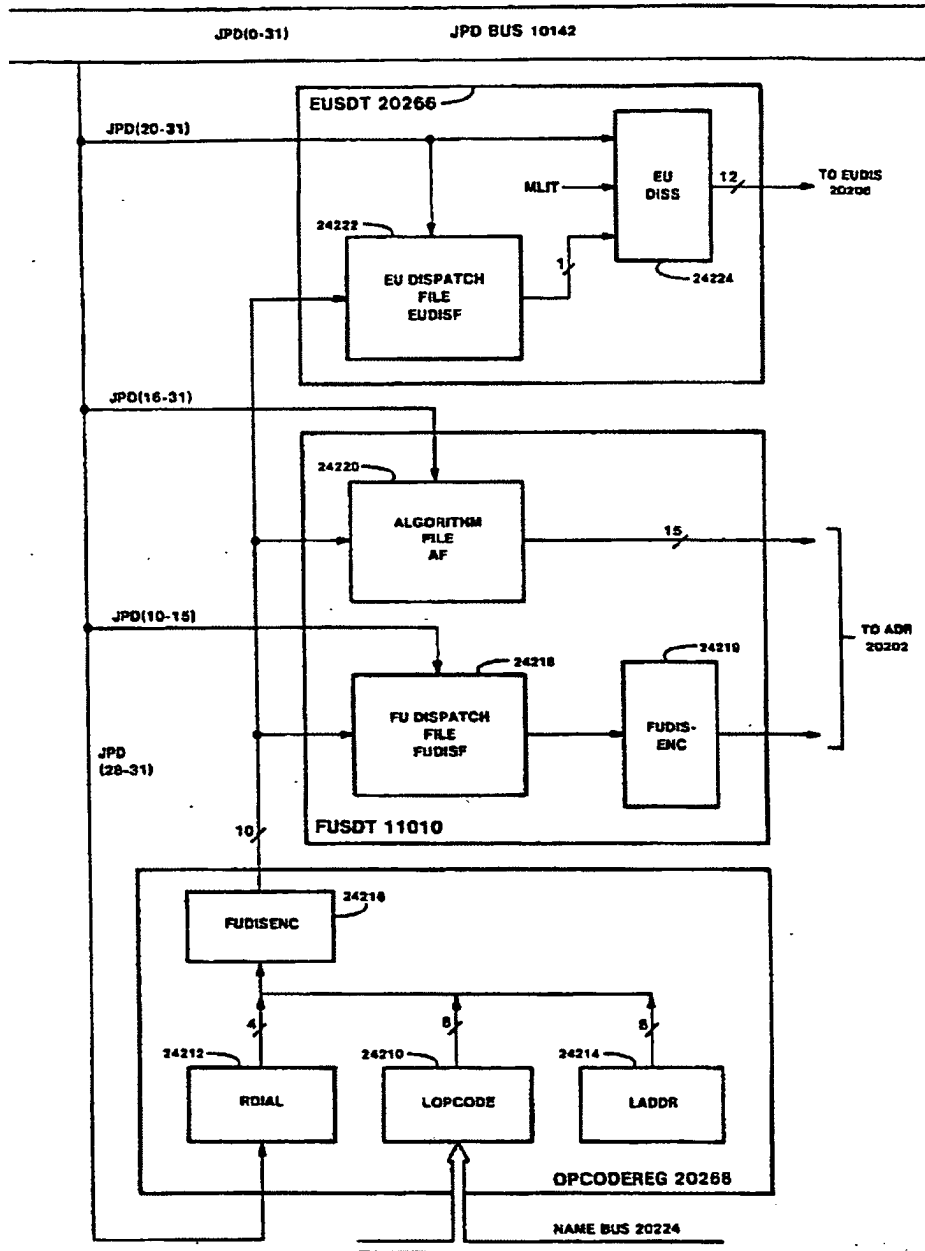 JPD(0-31) JPD BUS 10142
EUSDT 20266
JPD(20-31)
MLIT
EU
DISS
12
TO EUDIS
20206
24222
24224
EU DISPATCH
FILE
EUDISF
1
JPD(16-31)
24220
ALGORITHM
FILE
AF
15
JPD(10-15)
24218
24219
TO ADR
20202
FU DISPATCH
FILE
FUDISF
FUDIS-
ENC
JPD
(28-31)
FUSDT 11010
10
24216
FUDISENC
4
8
24212
24210
24214
RDIAL
LOPCODE
LADDR
OPCODEREG 20268
NAME BUS 20224